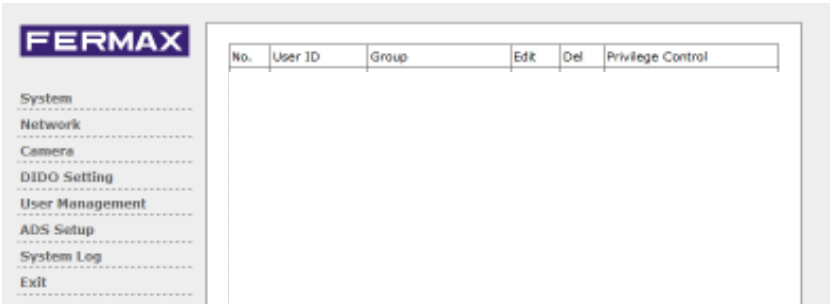 FERMAX
System
Network
Camera
DIDO Setting
User Management
ADS Setup
System Log
Exit
No. User ID Group Edit Del Privilege Control